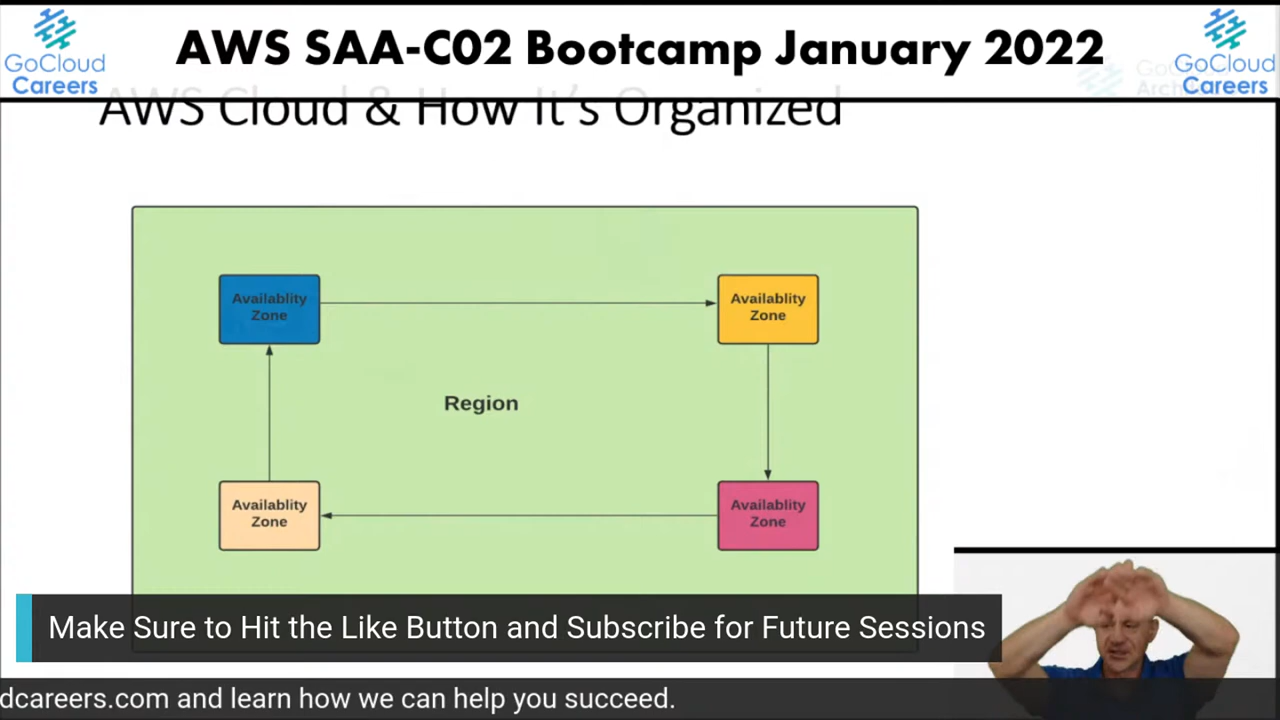 GoCloud
Careers
AWS SAA-C02 Bootcamp January 2022
GoCloud
Careers
AWS Cloud & How It's Organized
Availablity
Zone
Availablity
Zone
Region
Availablity
Zone
Availablity
Zone
Make Sure to Hit the Like Button and Subscribe for Future Sessions
dcareers.com and learn how we can help you succeed.